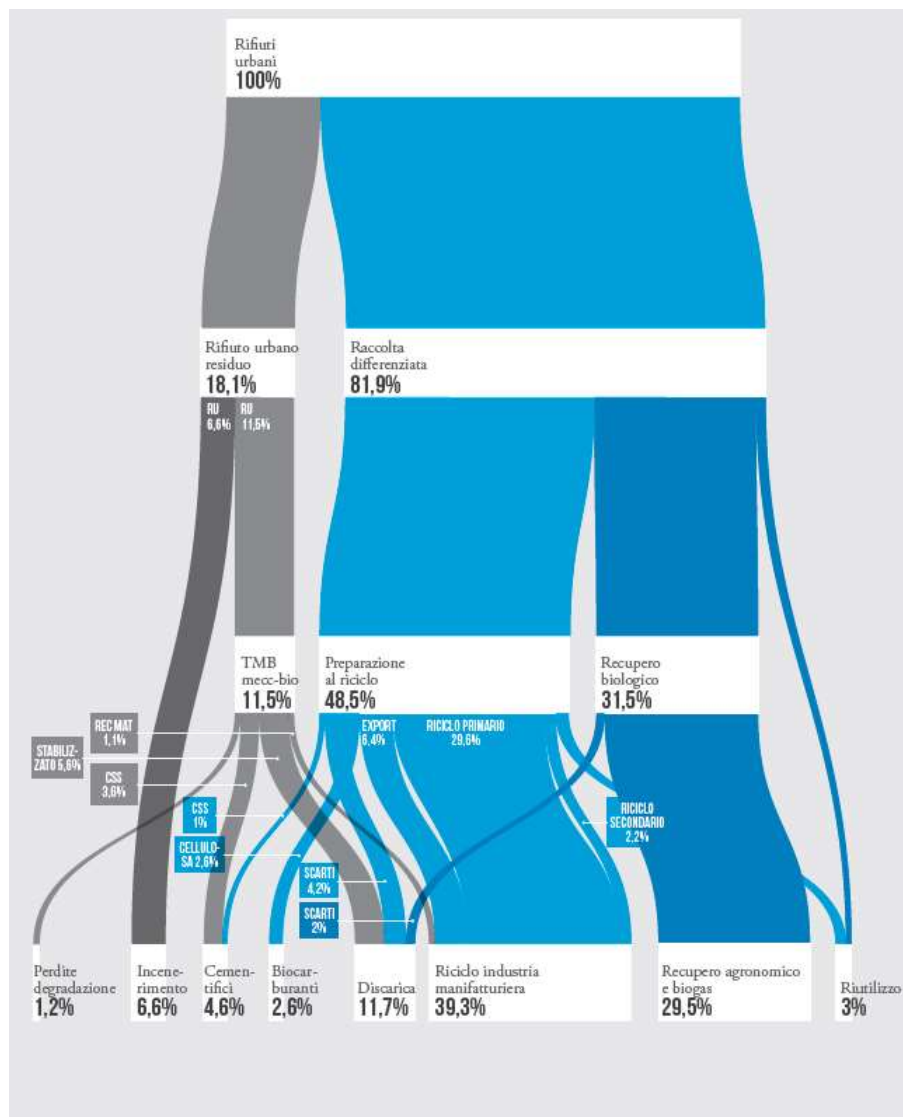 Rifiuti
urbani
100%
Rifiuto urbano
residuo
18,1%
Raccolta
differenziata
81,9%
RU
6,6%
RU
11,5%
TMB
mecc-bio
11,5%
Preparazione
al riciclo
48,5%
Recupero
biologico
31,5%
REC MAT
1,1%
STABILIZ-
ZATO 5,6%
CSS
3,6%
EXPORT
6,4%
RICICLO PRIMARIO
29,6%
CSS
1%
CELLULO-
SA 2,6%
SCARTI
4,2%
SCARTI
2%
RICICLO
SECONDARIO
2,2%
Perdite
degradazione
1,2%
Incene-
rimento
6,6%
Cemen-
tifici
4,6%
Biocar-
buranti
2,6%
Discarica
11,7%
Riciclo industria
manifatturiera
39,3%
Recupero agronomico
e biogas
29,5%
Riutilizzo
3%